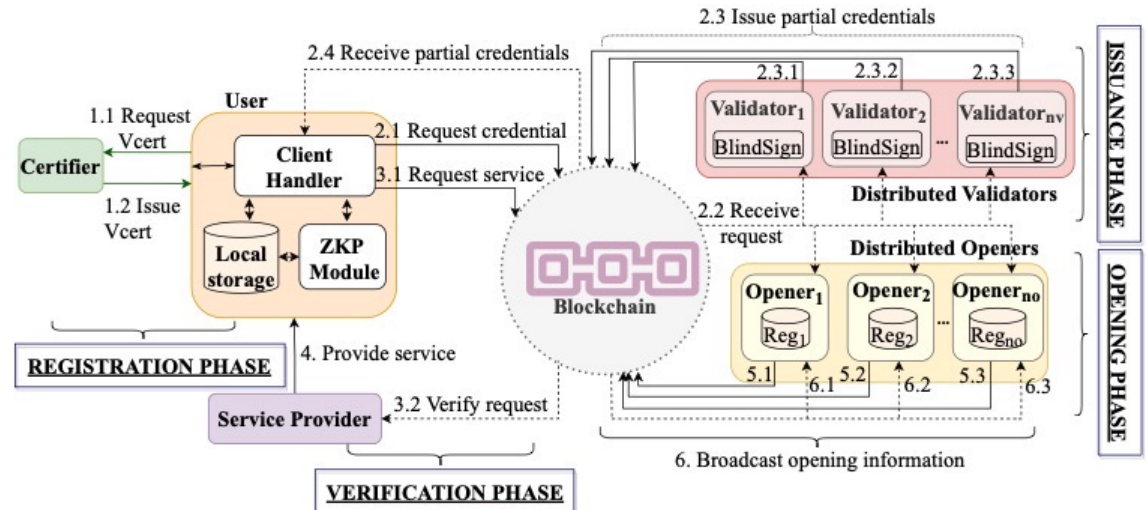 2.3 Issue partial credentials
2.4 Receive partial credentials
2.3.1
2.3.2
2.3.3
User
1.1 Request
Vcert
Certifier
1.2 Issue
Vcert
Client
Handler
2.1 Request credential
3.1 Request service
Local
storage
ZKP
Module
Validator1
BlindSign
Validator2
BlindSign
...
Validatornv
BlindSign
Distributed Validators
ISSUANCE PHASE
2.2 Receive
request
Blockchain
Distributed Openers
Opener1
Reg1
Opener2
Reg2
...
Openerno
Regno
OPENING PHASE
5.1
6.1
5.2
6.2
5.3
6.3
REGISTRATION PHASE
4. Provide service
Service Provider
3.2 Verify request
6. Broadcast opening information
VERIFICATION PHASE